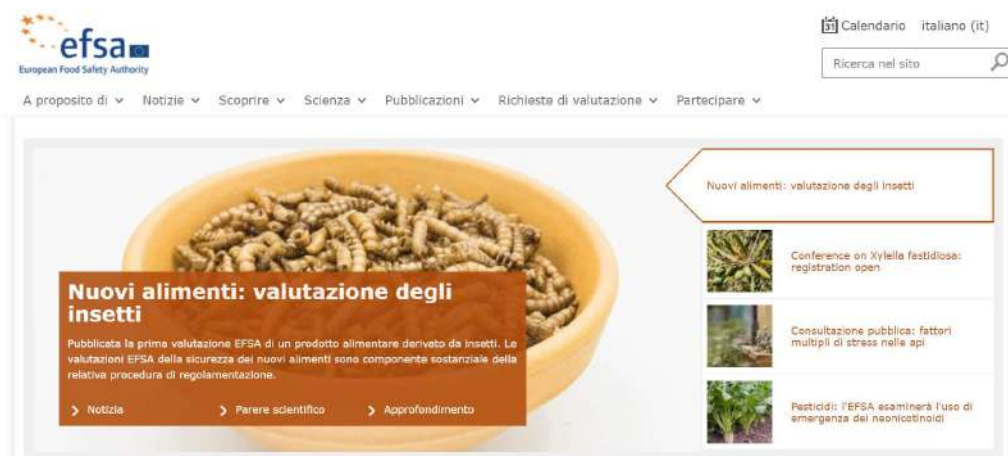 efsa
European Food Safety Authority
31 Calendario italiano (it)
Ricerca nel sito
A proposito di Notizie Scoprire Scienza Pubblicazioni Richieste di valutazione Partecipare
Nuovi alimenti: valutazione degli
insetti
Pubblicata la prima valutazione EFSA di un prodotto alimentare derivato da insetti. Le
valutazioni EFSA della sicurezza dei nuovi alimenti sono componente sostanziale della
relativa procedura di regolamentazione.
Notizia Parere scientifico Approfondimento
Nuovi alimenti: valutazione degli insetti
Conference on Xylella fastidiosa:
registration open
Consultazione pubblica: fattori
multipli di stress nelle api
Pesticidi: l'EFSA esaminerà l'uso di
emergenza dei neonicotinoidi